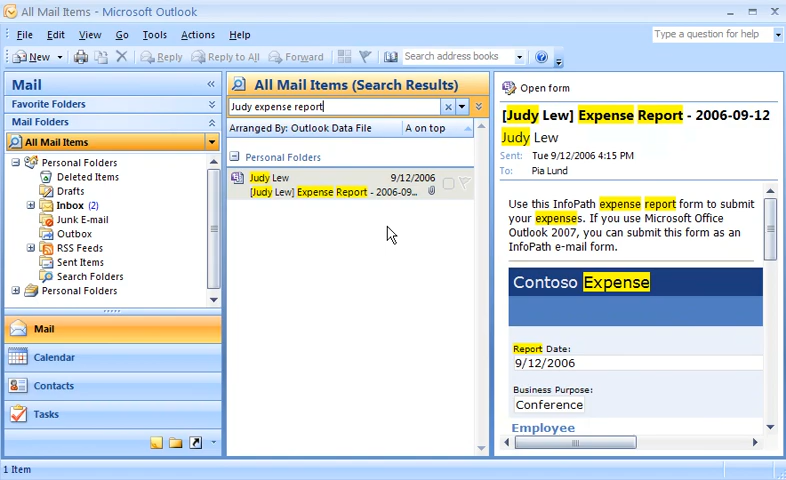 All Mail Items - Microsoft Outlook
File Edit View Go Tools Actions Help
Type a question for help
New Reply Reply to All Forward Search address books
Mail
Favorite Folders
Mail Folders
All Mail Items
Personal Folders
Deleted Items
Drafts
Inbox (2)
Junk E-mail
Outbox
RSS Feeds
Sent Items
Search Folders
Personal Folders
Mail
Calendar
Contacts
Tasks
All Mail Items (Search Results)
Judy expense report
Arranged By: Outlook Data File A on top
Personal Folders
Judy Lew 9/12/2006
[Judy Lew] Expense Report - 2006-09...
Open form
[Judy Lew] Expense Report - 2006-09-12
Judy Lew
Sent: Tue 9/12/2006 4:15 PM
To: Pia Lund
Use this InfoPath expense report form to submit
your expenses. If you use Microsoft Office
Outlook 2007, you can submit this form as an
InfoPath e-mail form.
Contoso Expense
Report Date:
9/12/2006
Business Purpose:
Conference
Employee
1 Item